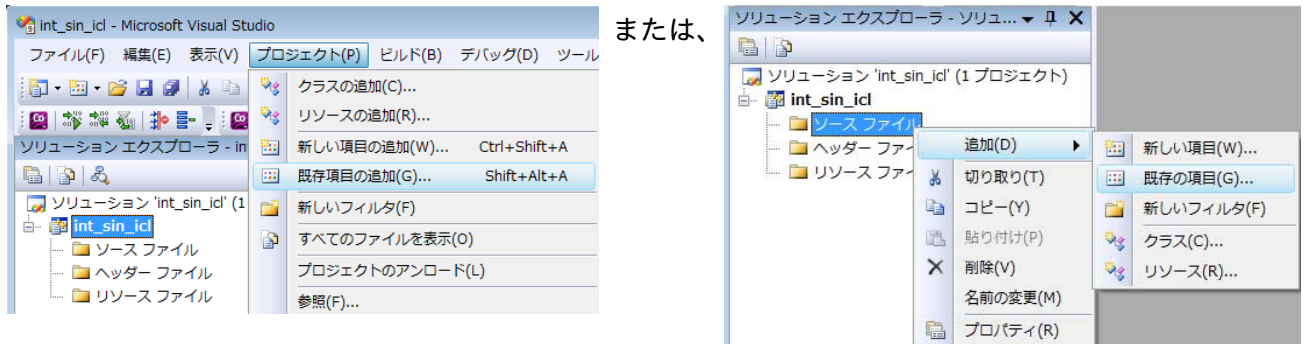 int_sin_icl - Microsoft Visual Studio
ファイル(F) 編集(E) 表示(V) プロジェクト(P) ビルド(B) デバッグ(D) ツール
クラスの追加(C)...
リソースの追加(R)...
新しい項目の追加(W)... Ctrl+Shift+A
既存項目の追加(G)... Shift+Alt+A
新しいフィルタ(F)
すべてのファイルを表示(O)
プロジェクトのアンロード(L)
参照(F)...
ソリューション エクスプローラ - in
ソリューション 'int_sin_icl' (1
int_sin_icl
ソース ファイル
ヘッダー ファイル
リソース ファイル
または、
ソリューション エクスプローラ - ソリュ...
ソリューション 'int_sin_icl' (1 プロジェクト)
int_sin_icl
ソース ファイル
ヘッダー ファイ
リソース ファ
追加(D)
切り取り(T)
コピー(Y)
貼り付け(P)
削除(V)
名前の変更(M)
プロパティ(R)
新しい項目(W)...
既存の項目(G)...
新しいフィルタ(F)
クラス(C)...
リソース(R)...